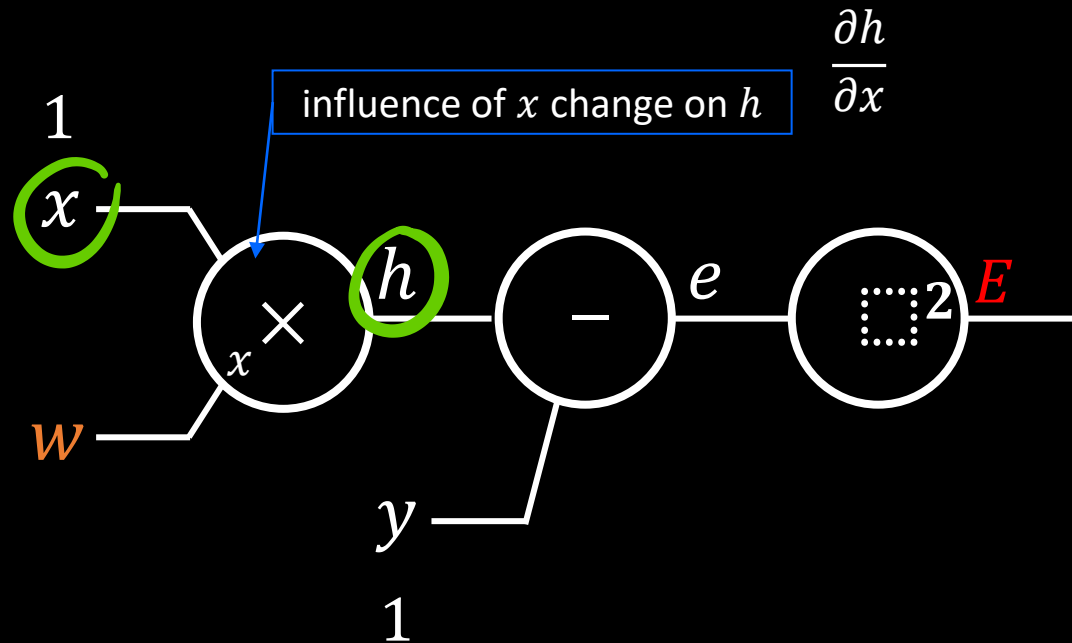 ∂h/∂x
influence of x change on h
1
x
h
e
□²
E
×
−
x
w
y
1